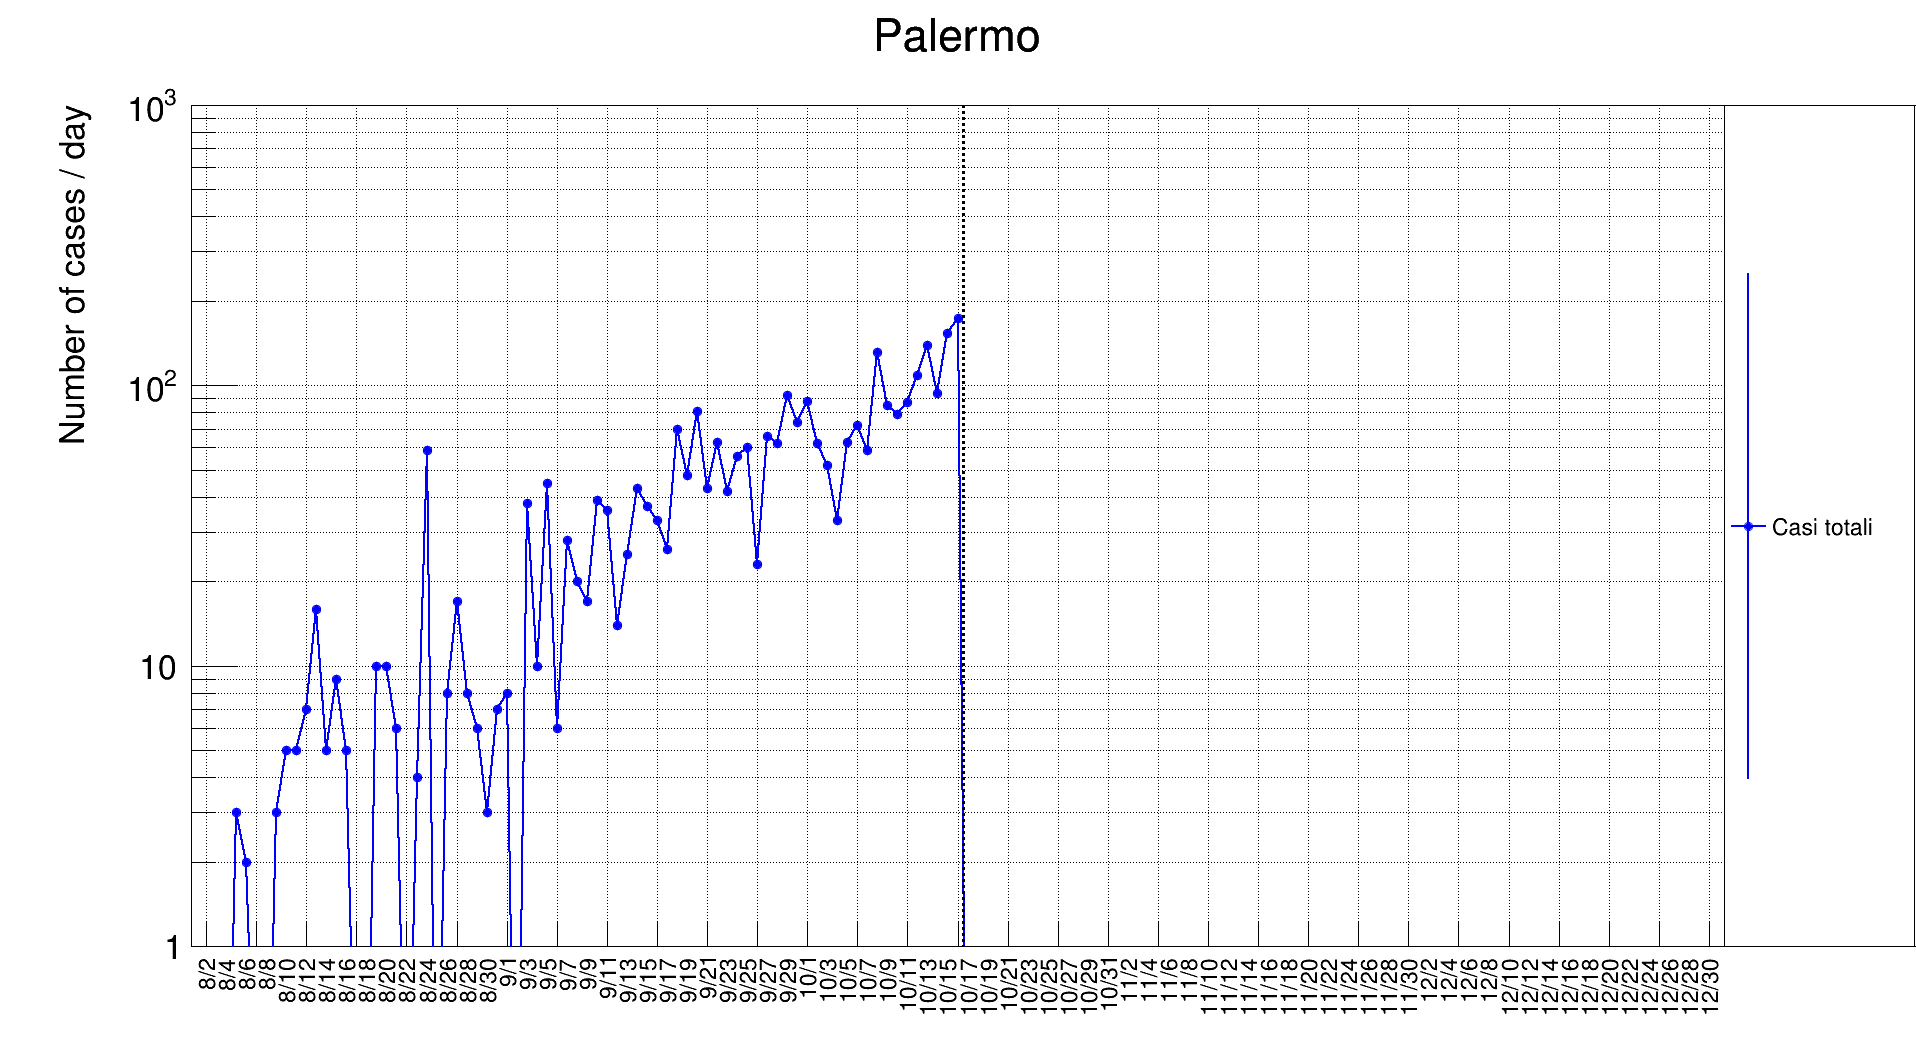 Palermo
Number of cases / day
10³
10²
10
1
8/2 8/4 8/6 8/8 8/10 8/12 8/14 8/16 8/18 8/20 8/22 8/24 8/26 8/28 8/30 9/1 9/3 9/5 9/7 9/9 9/11 9/13 9/15 9/17 9/19 9/21 9/23 9/25 9/27 9/29 10/1 10/3 10/5 10/7 10/9 10/11 10/13 10/15 10/17 10/19 10/21 10/23 10/25 10/27 10/29 10/31 11/2 11/4 11/6 11/8 11/10 11/12 11/14 11/16 11/18 11/20 11/22 11/24 11/26 11/28 11/30 12/2 12/4 12/6 12/8 12/10 12/12 12/14 12/16 12/18 12/20 12/22 12/24 12/26 12/28 12/30
Casi totali